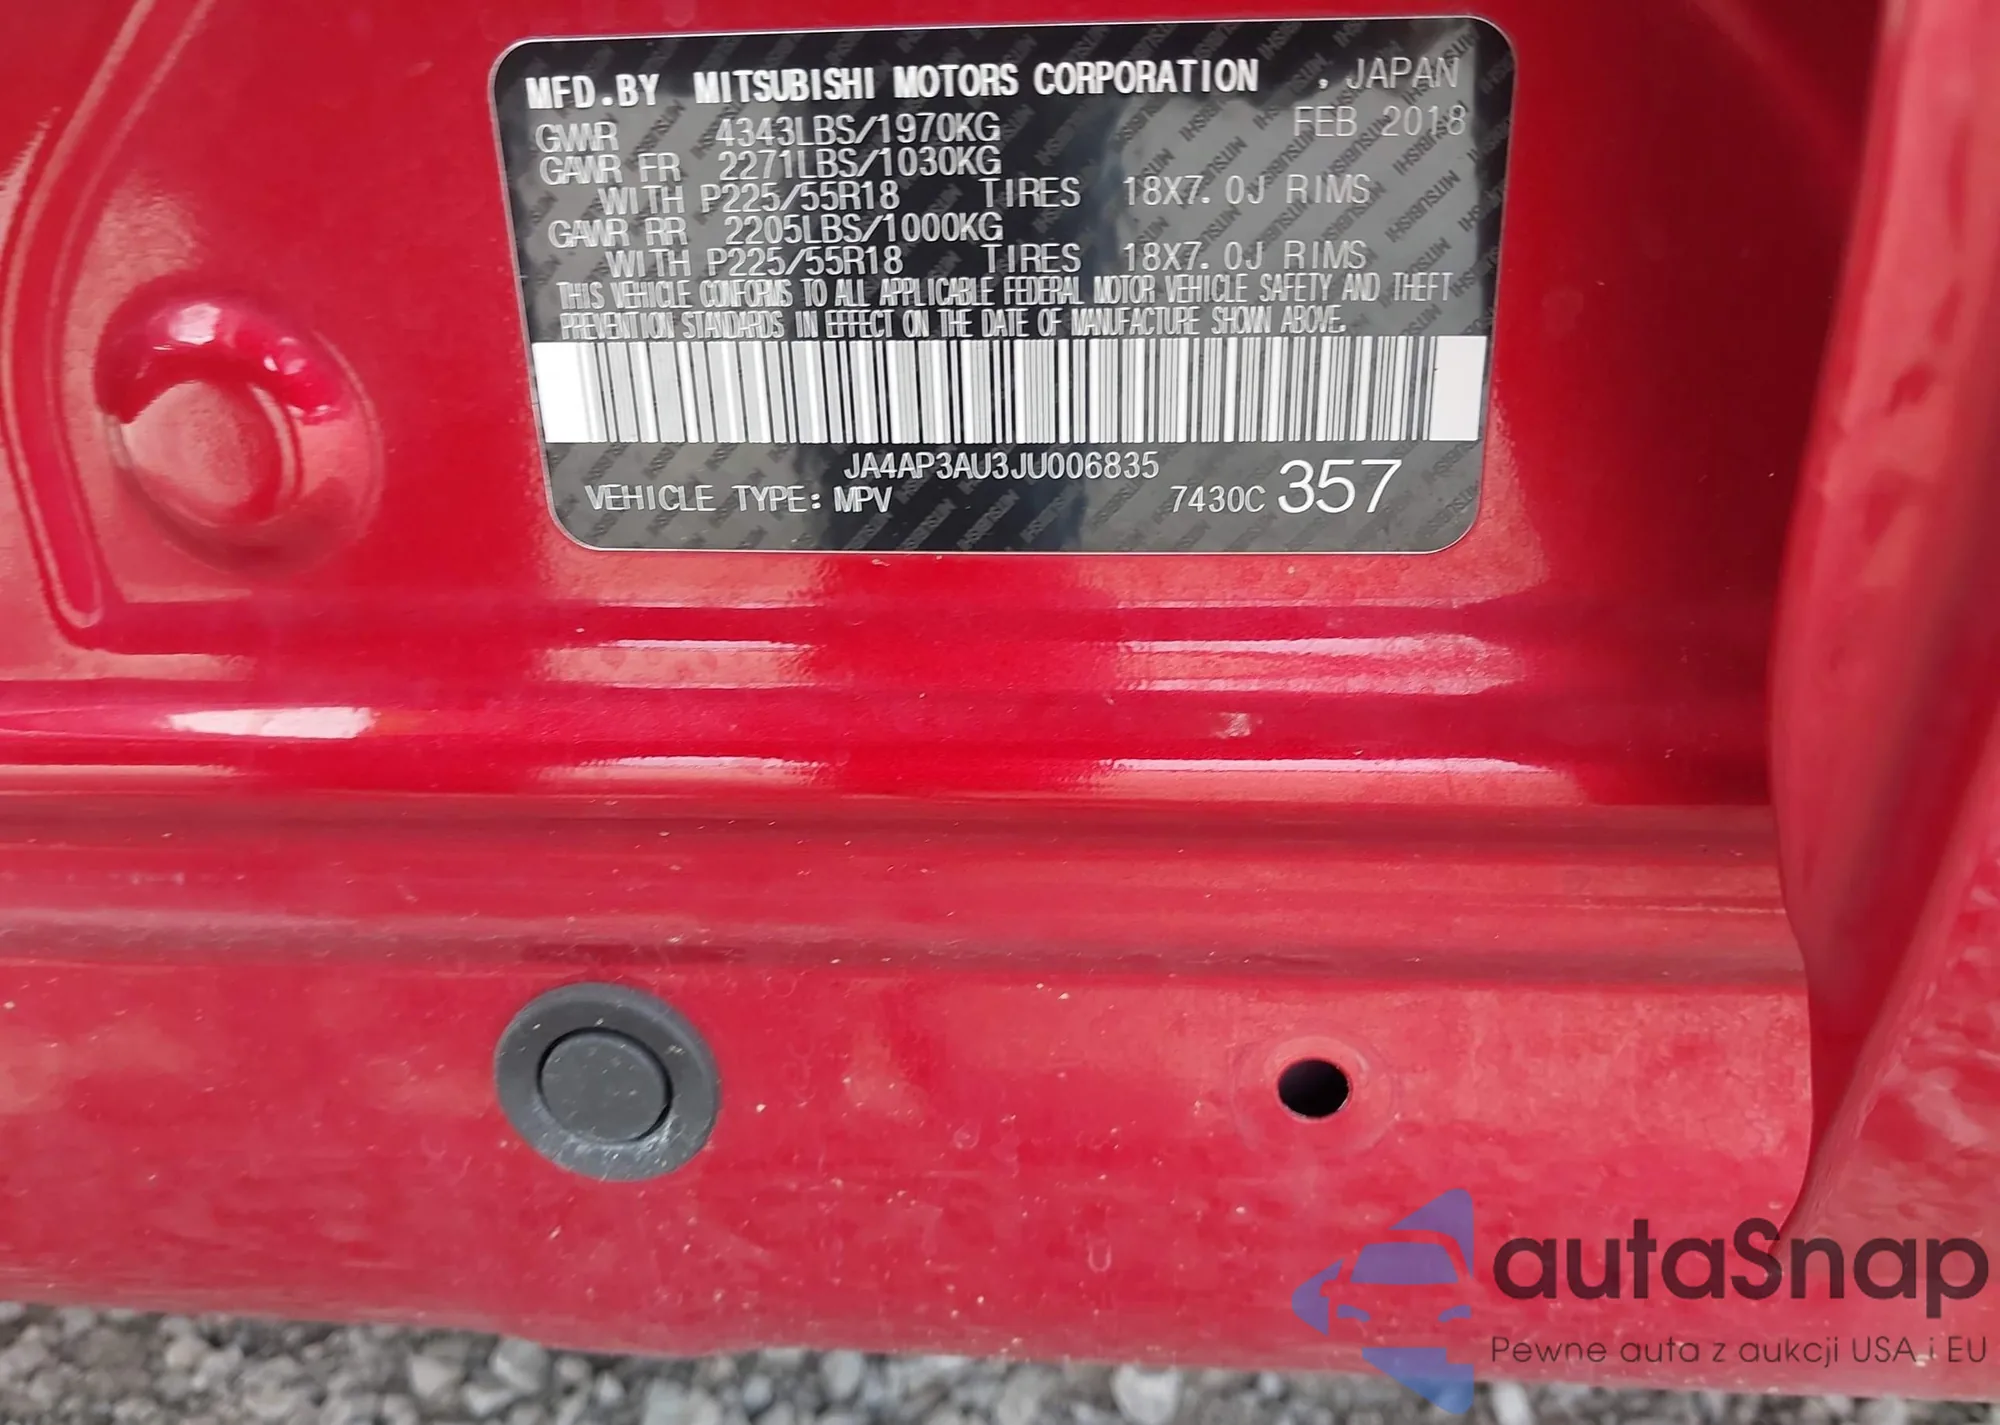 MFD.BY MITSUBISHI MOTORS CORPORATION , JAPAN
GVWR 4343LBS/1970KG FEB 2018
GAWR FR 2271LBS/1030KG
WITH P225/55R18 TIRES 18X7.0J RIMS
GAWR RR 2205LBS/1000KG
WITH P225/55R18 TIRES 18X7.0J RIMS
THIS VEHICLE CONFORMS TO ALL APPLICABLE FEDERAL MOTOR VEHICLE SAFETY AND THEFT
PREVENTION STANDARDS IN EFFECT ON THE DATE OF MANUFACTURE SHOWN ABOVE.
JA4AP3AU3JU006835
VEHICLE TYPE: MPV 7430C 357
autaSnap
Pewne auta z aukcji USA i EU